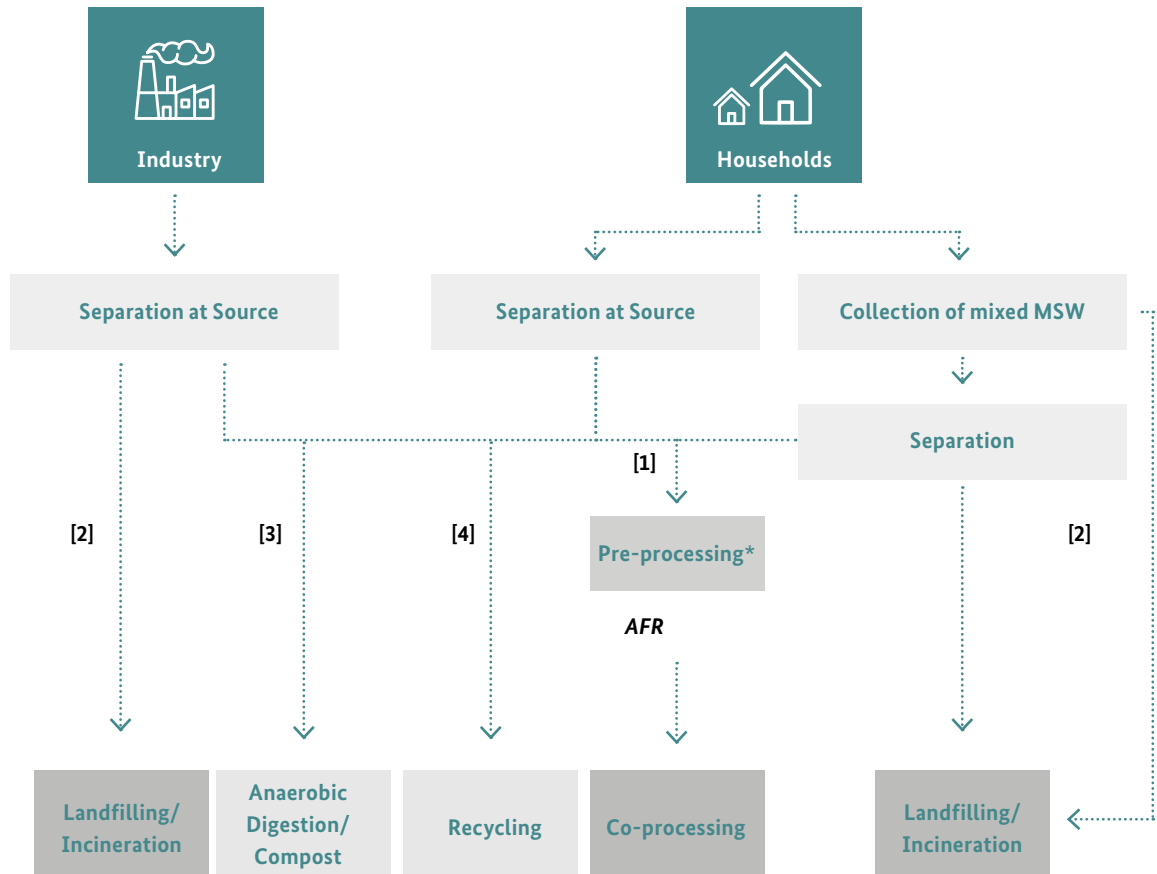 Industry
Households
Separation at Source
Separation at Source
Collection of mixed MSW
Separation
[1]
[2]
[3]
[4]
[2]
Pre-processing*
AFR
Landfilling/
Incineration
Anaerobic
Digestion/
Compost
Recycling
Co-processing
Landfilling/
Incineration